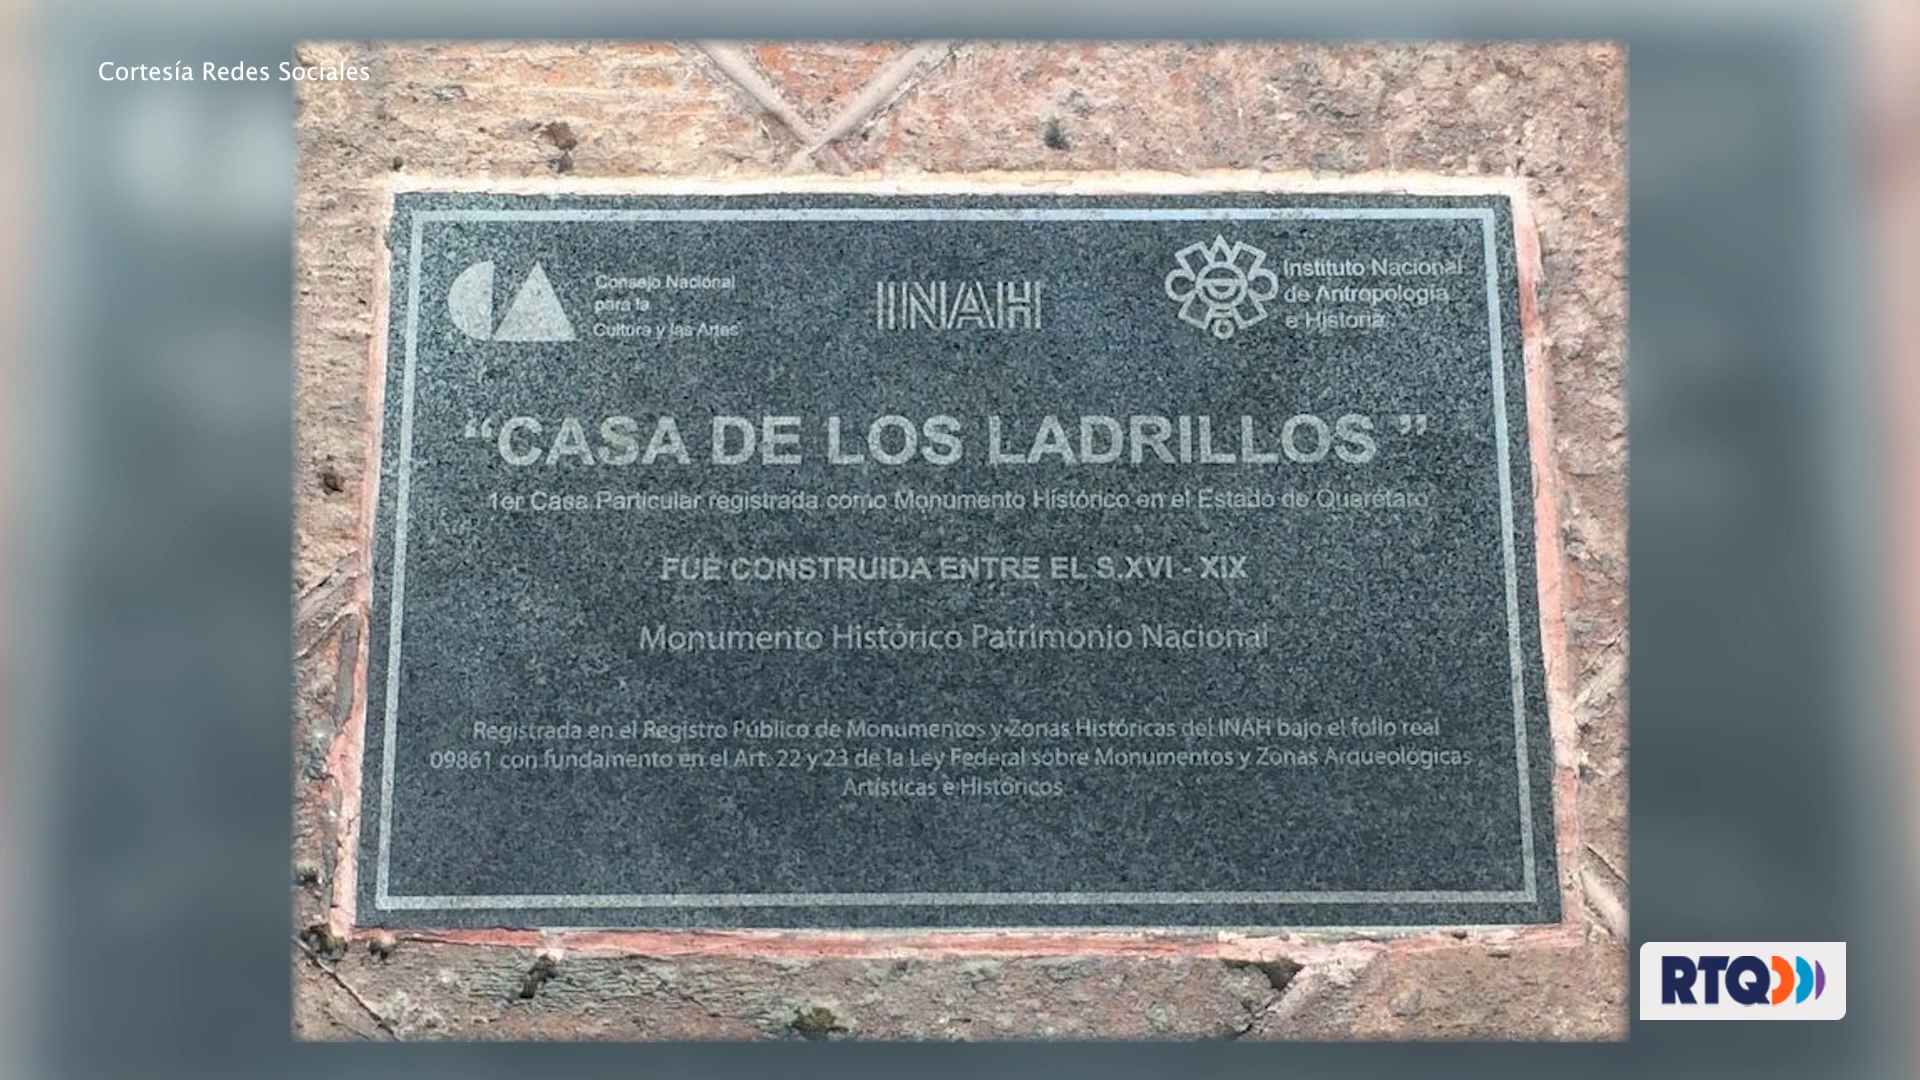 Cortesía Redes Sociales
Consejo Nacional
para la
Cultura y las Artes
INAH
Instituto Nacional
de Antropología
e Historia
“CASA DE LOS LADRILLOS ”
1er Casa Particular registrada como Monumento Histórico en el Estado de Querétaro
FUE CONSTRUIDA ENTRE EL S.XVI - XIX
Monumento Histórico Patrimonio Nacional
Registrada en el Registro Público de Monumentos y Zonas Históricas del INAH bajo el folio real
09861 con fundamento en el Art. 22 y 23 de la Ley Federal sobre Monumentos y Zonas Arqueológicas
Artísticas e Históricos
RTQ